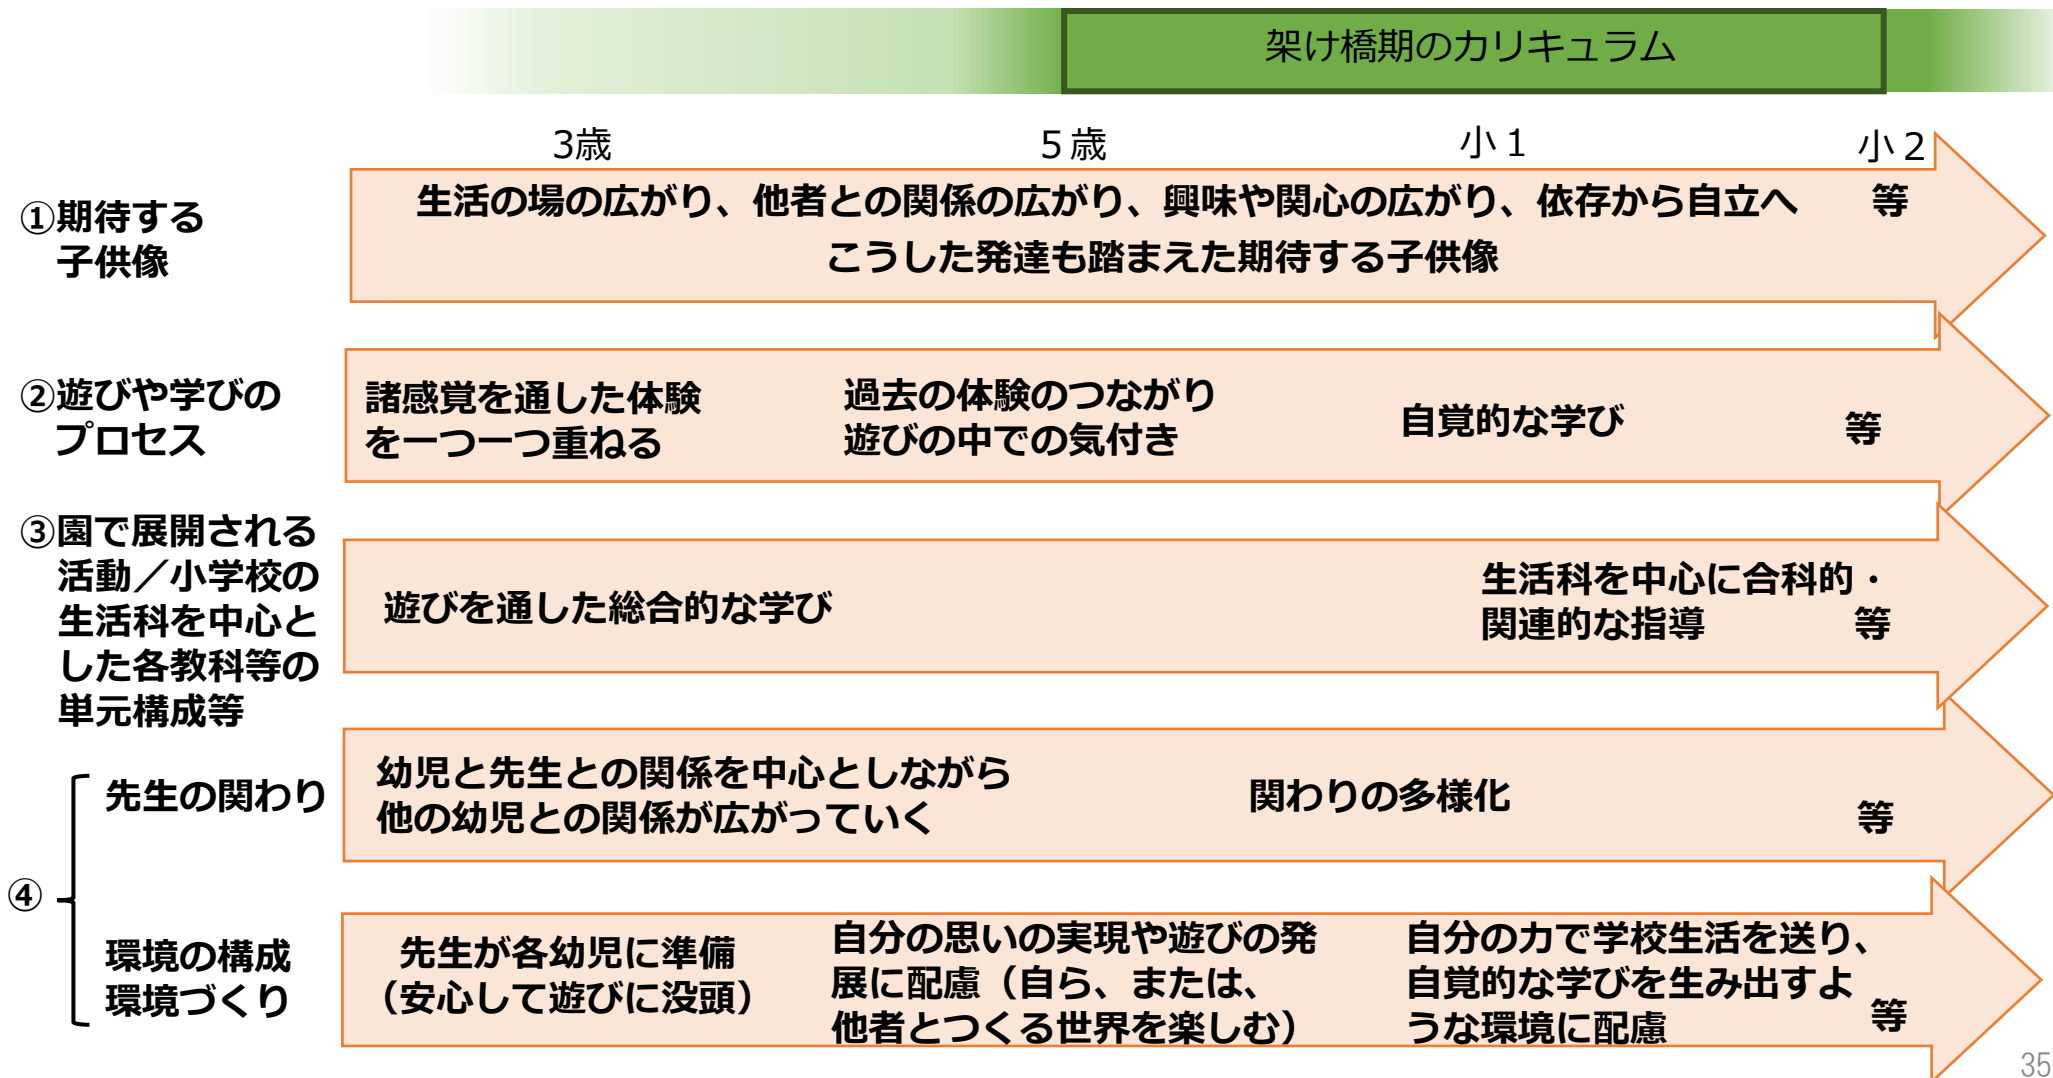 架け橋期のカリキュラム
3歳
５歳
小１
小２
①期待する
子供像
生活の場の広がり、他者との関係の広がり、興味や関心の広がり、依存から自立へ 等
こうした発達も踏まえた期待する子供像
②遊びや学びの
プロセス
諸感覚を通した体験
を一つ一つ重ねる
過去の体験のつながり
遊びの中での気付き
自覚的な学び
等
③園で展開される
活動／小学校の
生活科を中心と
した各教科等の
単元構成等
遊びを通した総合的な学び
生活科を中心に合科的・
関連的な指導 等
④
先生の関わり
幼児と先生との関係を中心としながら
他の幼児との関係が広がっていく
関わりの多様化
等
環境の構成
環境づくり
先生が各幼児に準備
（安心して遊びに没頭）
自分の思いの実現や遊びの発
展に配慮（自ら、または、
他者とつくる世界を楽しむ）
自分の力で学校生活を送り、
自覚的な学びを生み出すよ
うな環境に配慮
等
35